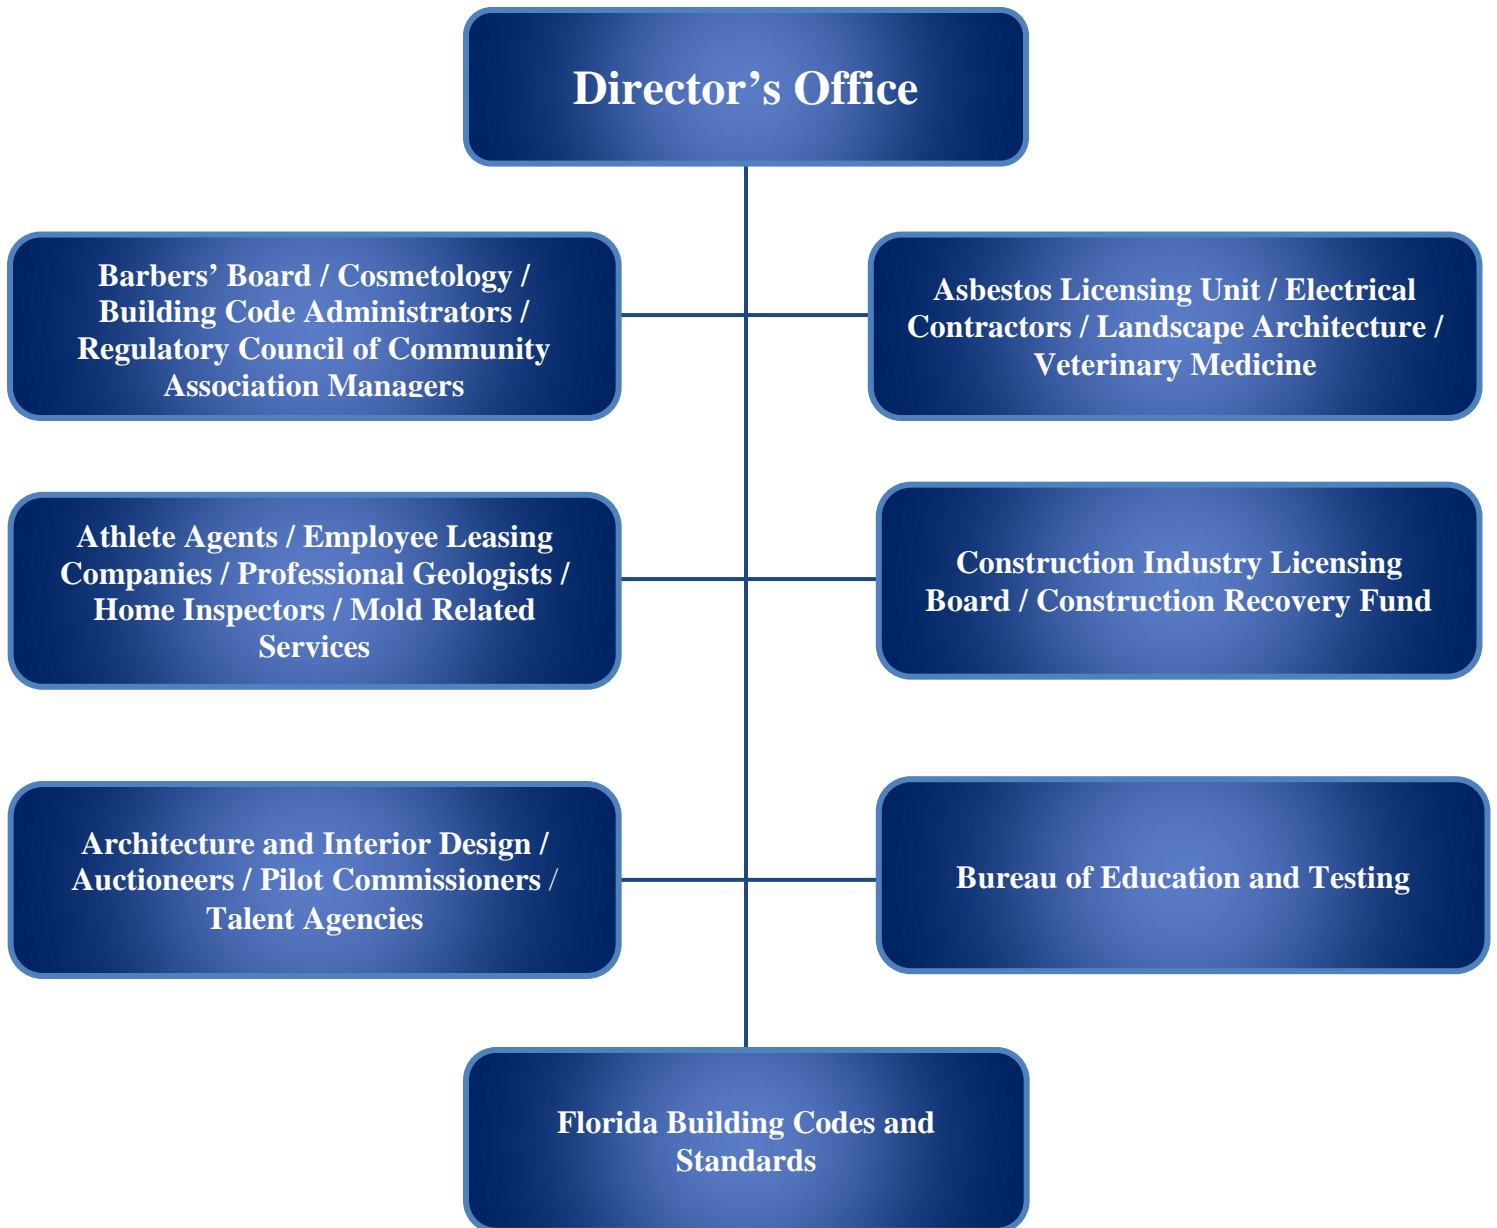 Director’s Office
Barbers’ Board / Cosmetology /
Building Code Administrators /
Regulatory Council of Community
Association Managers
Asbestos Licensing Unit / Electrical
Contractors / Landscape Architecture /
Veterinary Medicine
Athlete Agents / Employee Leasing
Companies / Professional Geologists /
Home Inspectors / Mold Related
Services
Construction Industry Licensing
Board / Construction Recovery Fund
Architecture and Interior Design /
Auctioneers / Pilot Commissioners /
Talent Agencies
Bureau of Education and Testing
Florida Building Codes and
Standards